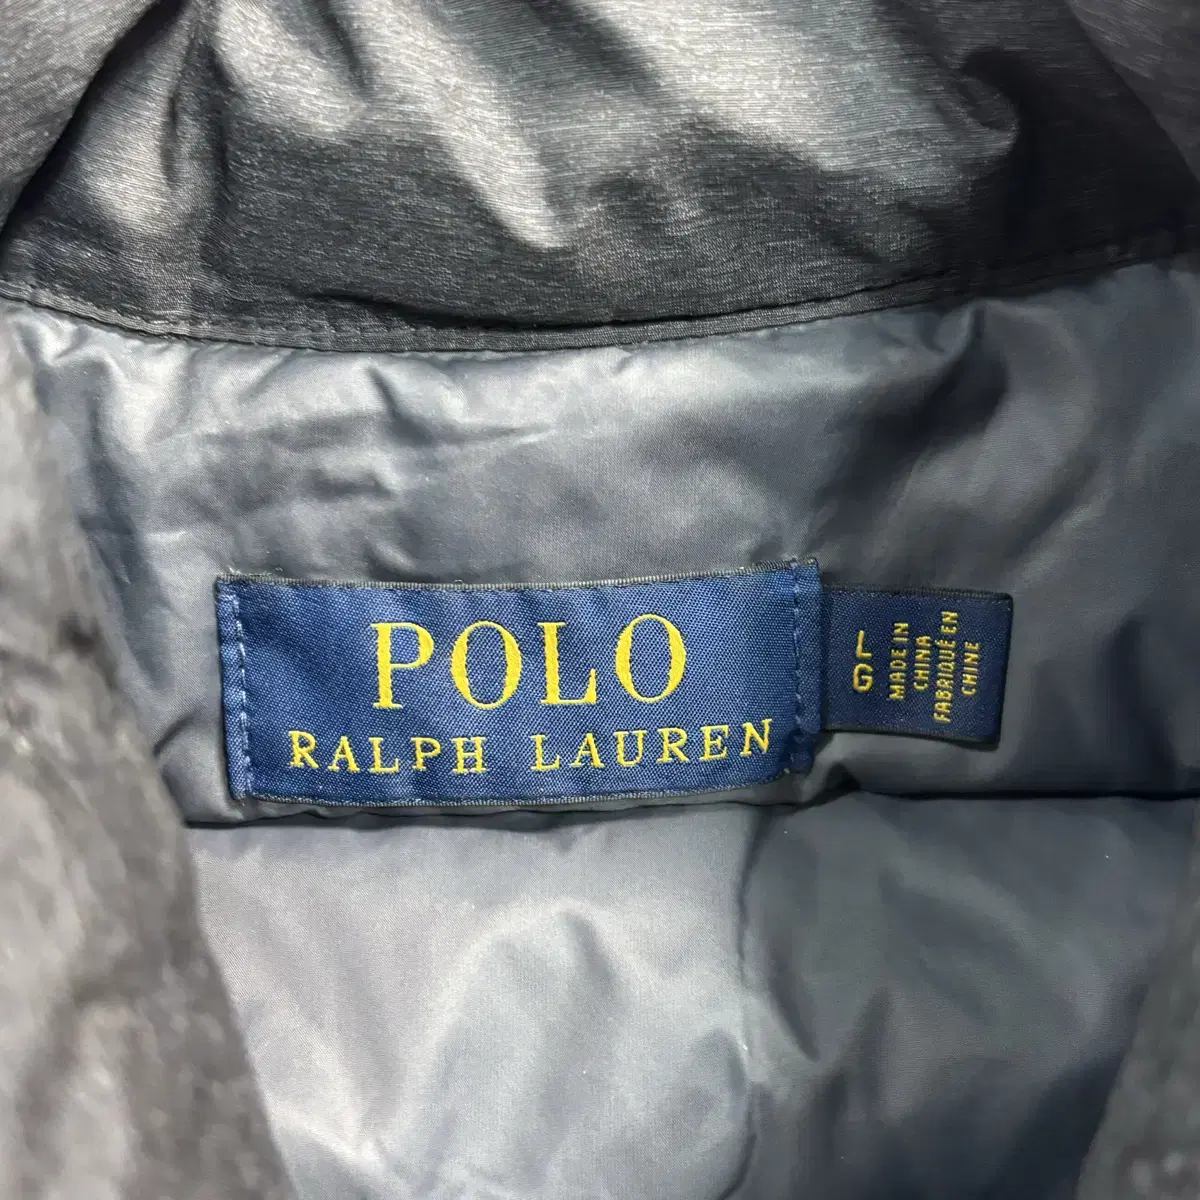 POLO
RALPH LAUREN
L
G
MADE IN
CHINA
FABRIQUÉ EN
CHINE